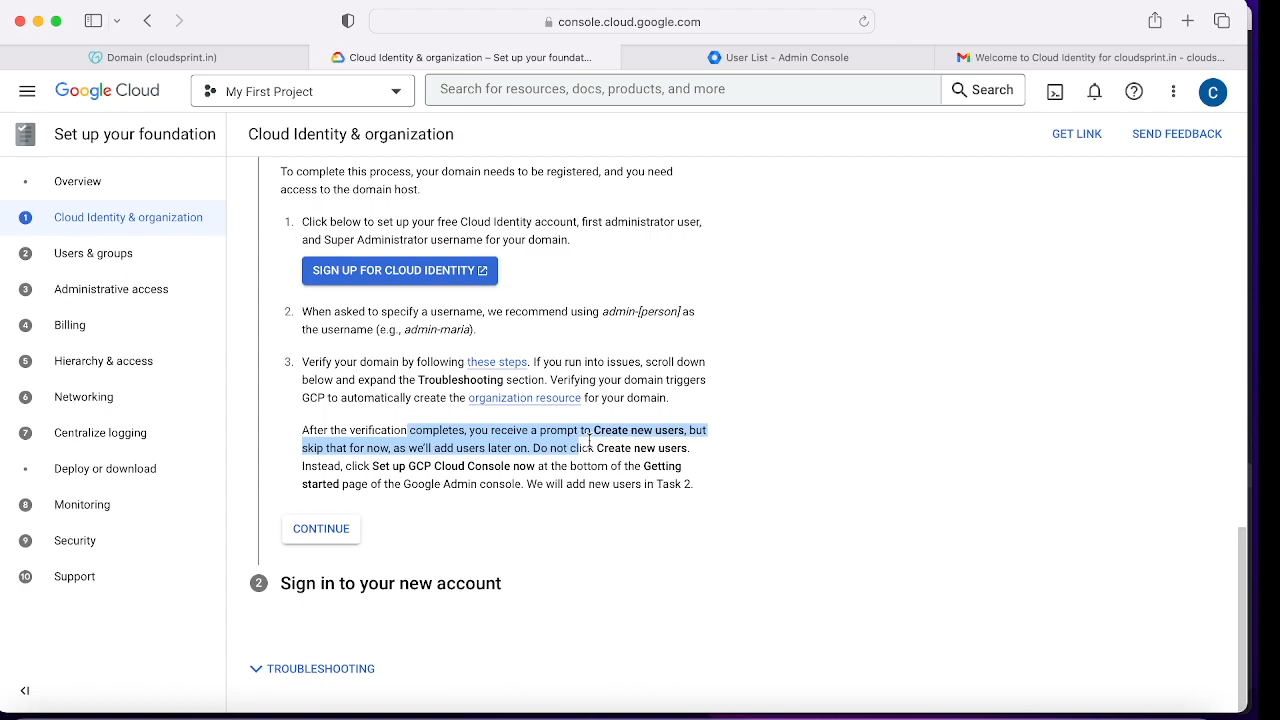 console.cloud.google.com
Domain (cloudsprint.in)
Cloud Identity & organization – Set up your foundat...
User List - Admin Console
Welcome to Cloud Identity for cloudsprint.in - clouds...
Google Cloud
My First Project
Search for resources, docs, products, and more
Search
C
Set up your foundation
Cloud Identity & organization
GET LINK
SEND FEEDBACK
Overview
1 Cloud Identity & organization
2 Users & groups
3 Administrative access
4 Billing
5 Hierarchy & access
6 Networking
7 Centralize logging
Deploy or download
8 Monitoring
9 Security
10 Support
To complete this process, your domain needs to be registered, and you need
access to the domain host.
1. Click below to set up your free Cloud Identity account, first administrator user,
and Super Administrator username for your domain.
SIGN UP FOR CLOUD IDENTITY
2. When asked to specify a username, we recommend using admin-[person] as
the username (e.g., admin-maria).
3. Verify your domain by following these steps. If you run into issues, scroll down
below and expand the Troubleshooting section. Verifying your domain triggers
GCP to automatically create the organization resource for your domain.
After the verification completes, you receive a prompt to Create new users, but
skip that for now, as we'll add users later on. Do not click Create new users.
Instead, click Set up GCP Cloud Console now at the bottom of the Getting
started page of the Google Admin console. We will add new users in Task 2.
CONTINUE
2 Sign in to your new account
TROUBLESHOOTING